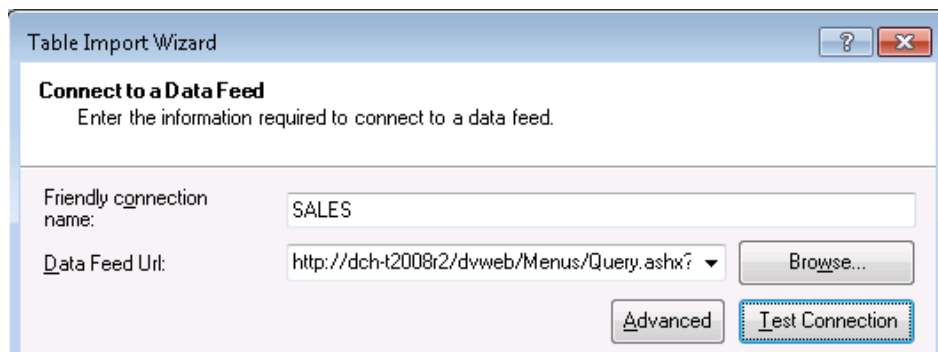 Table Import Wizard
Connect to a Data Feed
Enter the information required to connect to a data feed.
Friendly connection
name:
SALES
Data Feed Url:
http://dch-t2008r2/dvweb/Menus/Query.ashx?
Browse...
Advanced
Test Connection